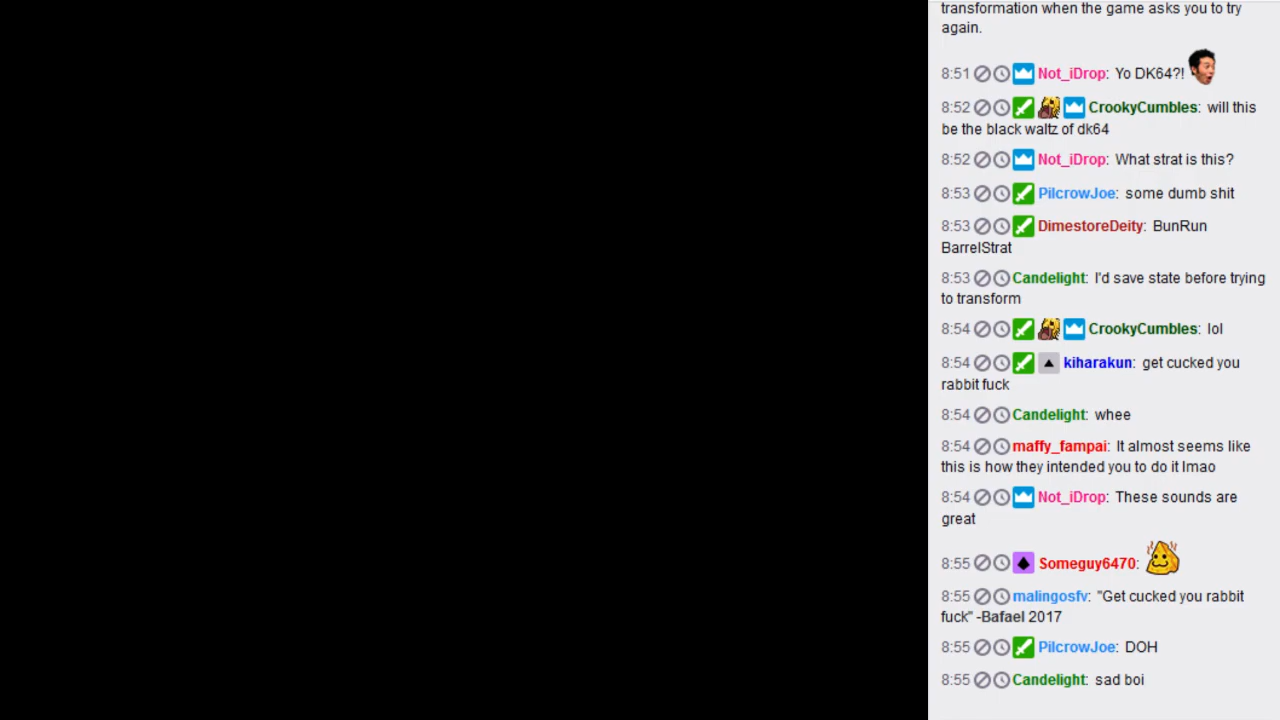 transformation when the game asks you to try
again.
8:51 Not_iDrop: Yo DK64?!
8:52 CrookyCumbles: will this
be the black waltz of dk64
8:52 Not_iDrop: What strat is this?
8:53 PilcrowJoe: some dumb shit
8:53 DimestoreDeity: BunRun
BarrelStrat
8:53 Candelight: I'd save state before trying
to transform
8:54 CrookyCumbles: lol
8:54 kiharakun: get cucked you
rabbit fuck
8:54 Candelight: whee
8:54 maffy_fampai: It almost seems like
this is how they intended you to do it lmao
8:54 Not_iDrop: These sounds are
great
8:55 Someguy6470:
8:55 malingosfv: "Get cucked you rabbit
fuck" -Bafael 2017
8:55 PilcrowJoe: DOH
8:55 Candelight: sad boi